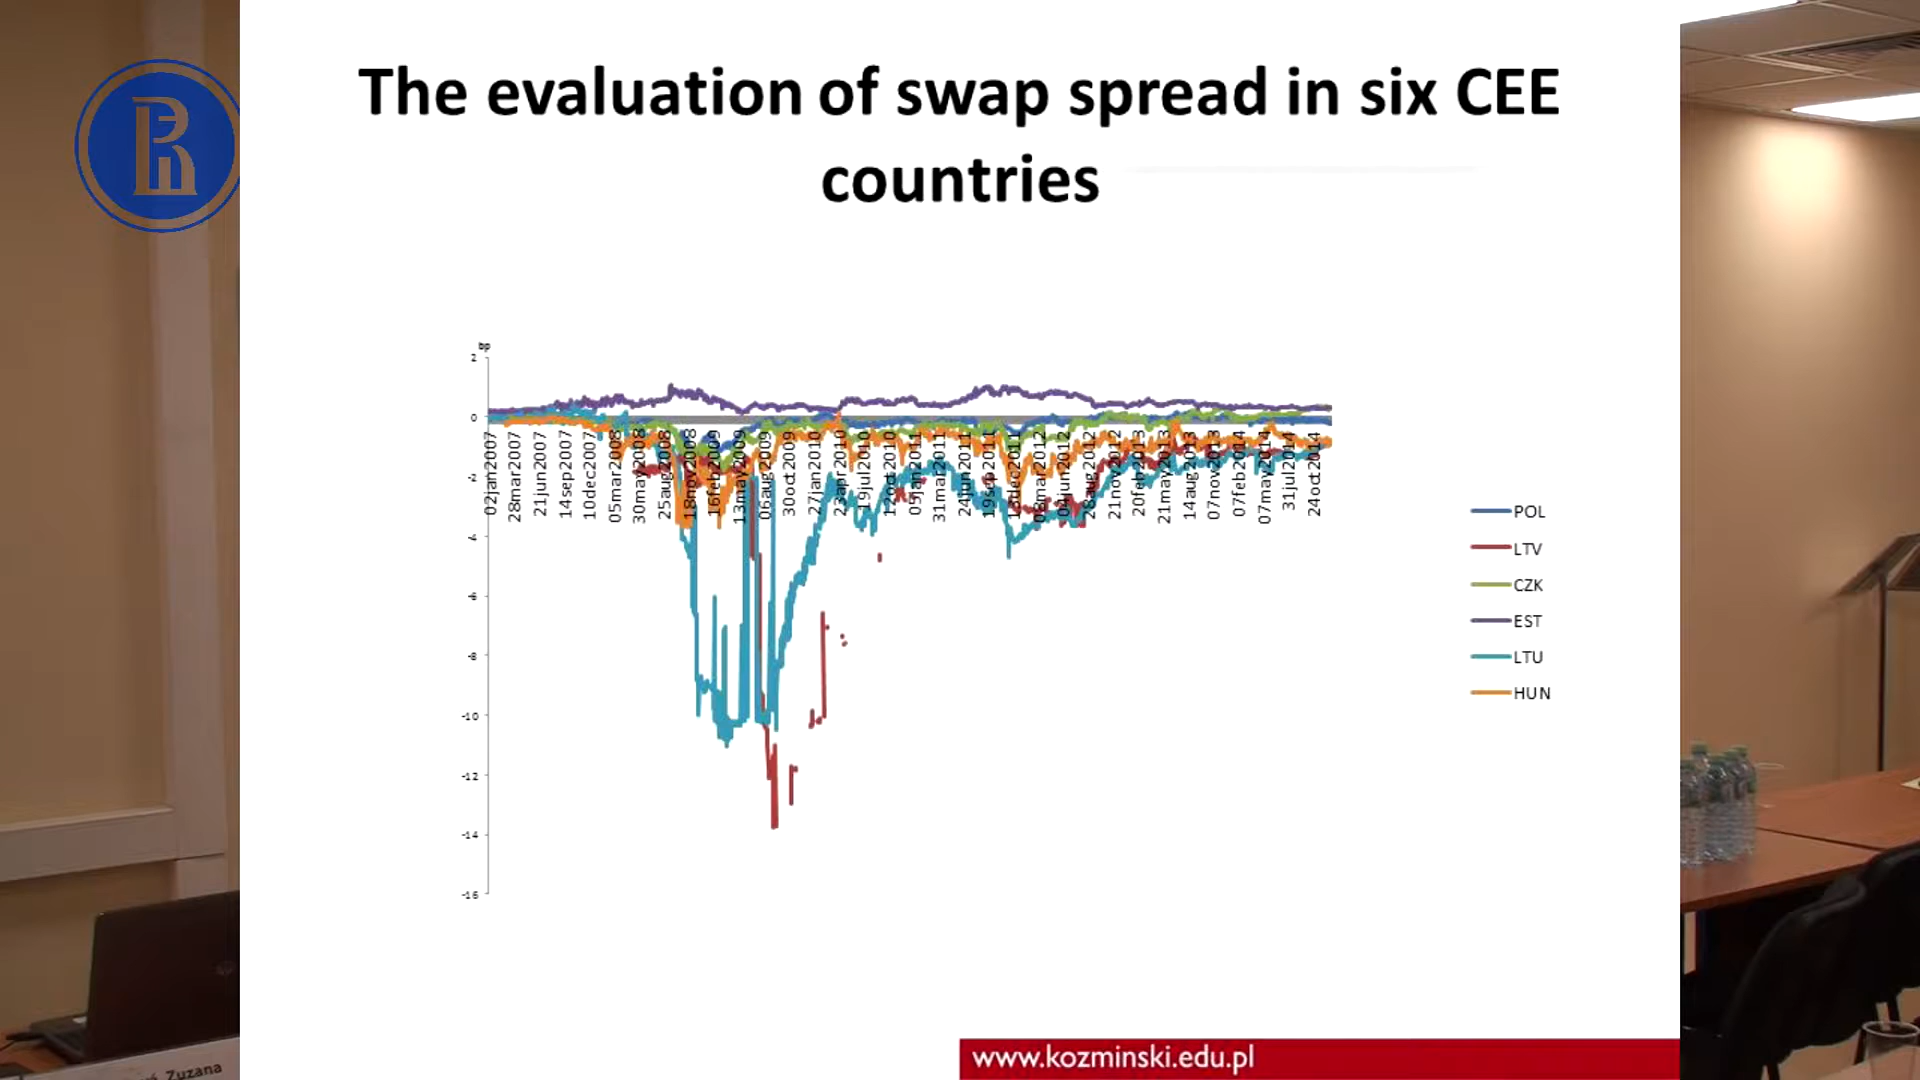 The evaluation of swap spread in six CEE
countries
bp
2
0
-2
-4
-6
-8
-10
-12
-14
-16
02jan2007
28mar2007
21jun2007
14sep2007
10dec2007
05mar2008
30may2008
25aug2008
18nov2008
16feb2009
13may2009
06aug2009
30oct2009
27jan2010
23apr2010
19jul2010
12oct2010
05jan2011
31mar2011
24jun2011
19sep2011
13dec2011
08mar2012
04jun2012
28aug2012
21nov2012
20feb2013
21may2013
14aug2013
07nov2013
07feb2014
07may2014
31jul2014
24oct2014
POL
LTV
CZK
EST
LTU
HUN
www.kozminski.edu.pl
Zuzana